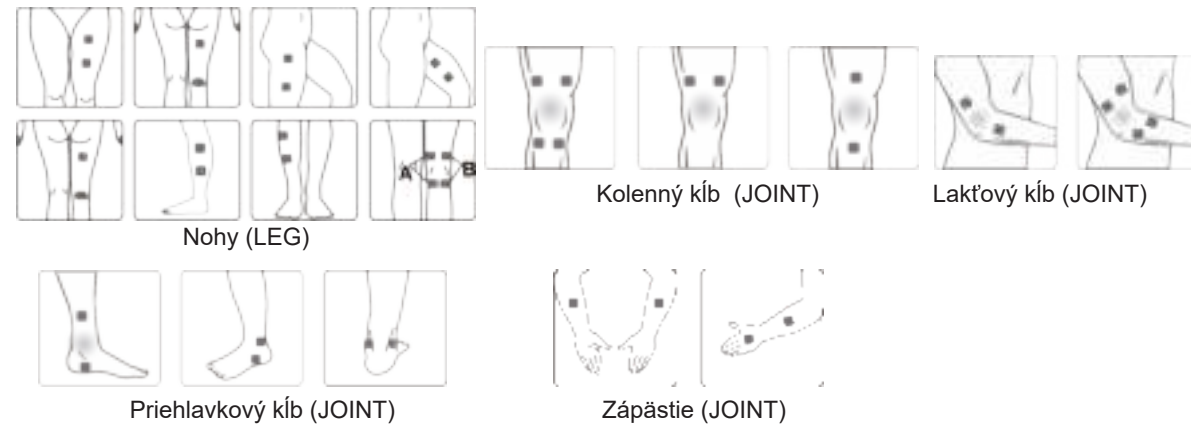 A B
Nohy (LEG)
Kolenný kĺb (JOINT)
Lakťový kĺb (JOINT)
Priehlavkový kĺb (JOINT)
Zápästie (JOINT)